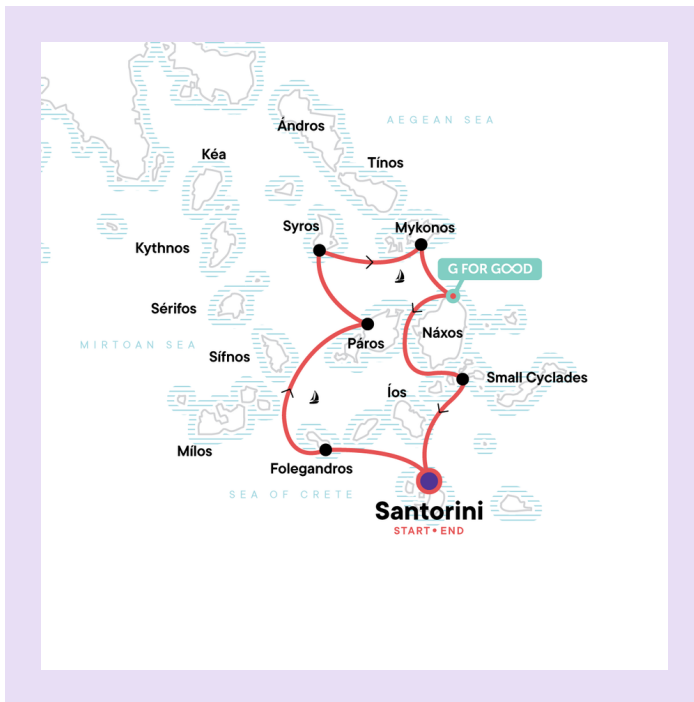 Ándros
AEGEAN SEA
Kéa
Tínos
Syros
Mykonos
Kythnos
G FOR GOOD
Sérifos
Náxos
MIRTOAN SEA
Páros
Sífnos
Small Cyclades
Íos
Mílos
Folegandros
SEA OF CRETE
Santorini
START • END